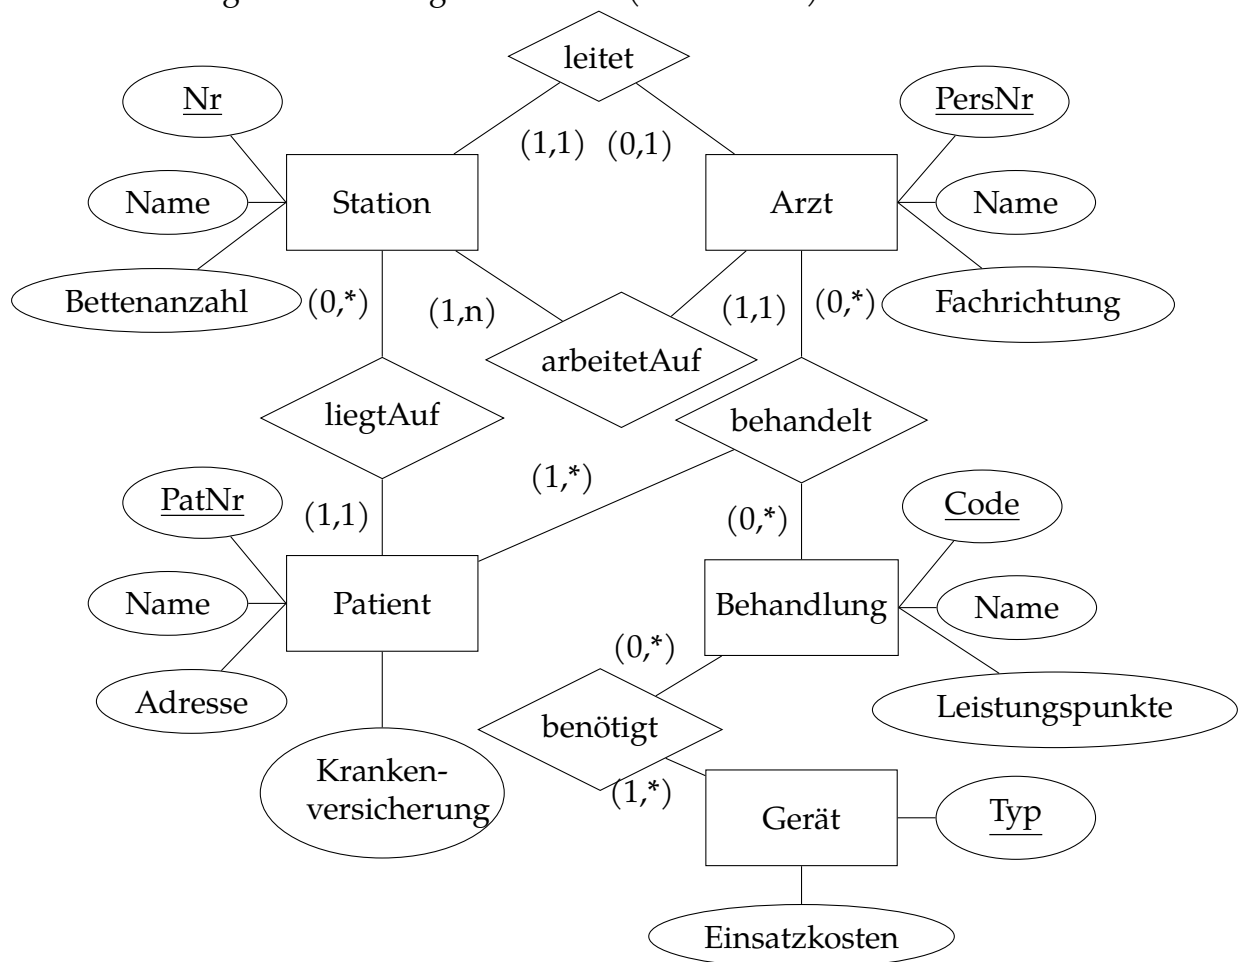 leitet
Nr
PersNr
(1,1) (0,1)
Name
Station
Arzt
Name
Bettenanzahl
(0,*)
(1,n)
(1,1)
(0,*)
Fachrichtung
arbeitetAuf
liegtAuf
behandelt
(1,*)
PatNr
(1,1)
(0,*)
Code
Name
Patient
Behandlung
Name
(0,*)
Adresse
benötigt
Leistungspunkte
Kranken-
versicherung
(1,*)
Gerät
Typ
Einsatzkosten